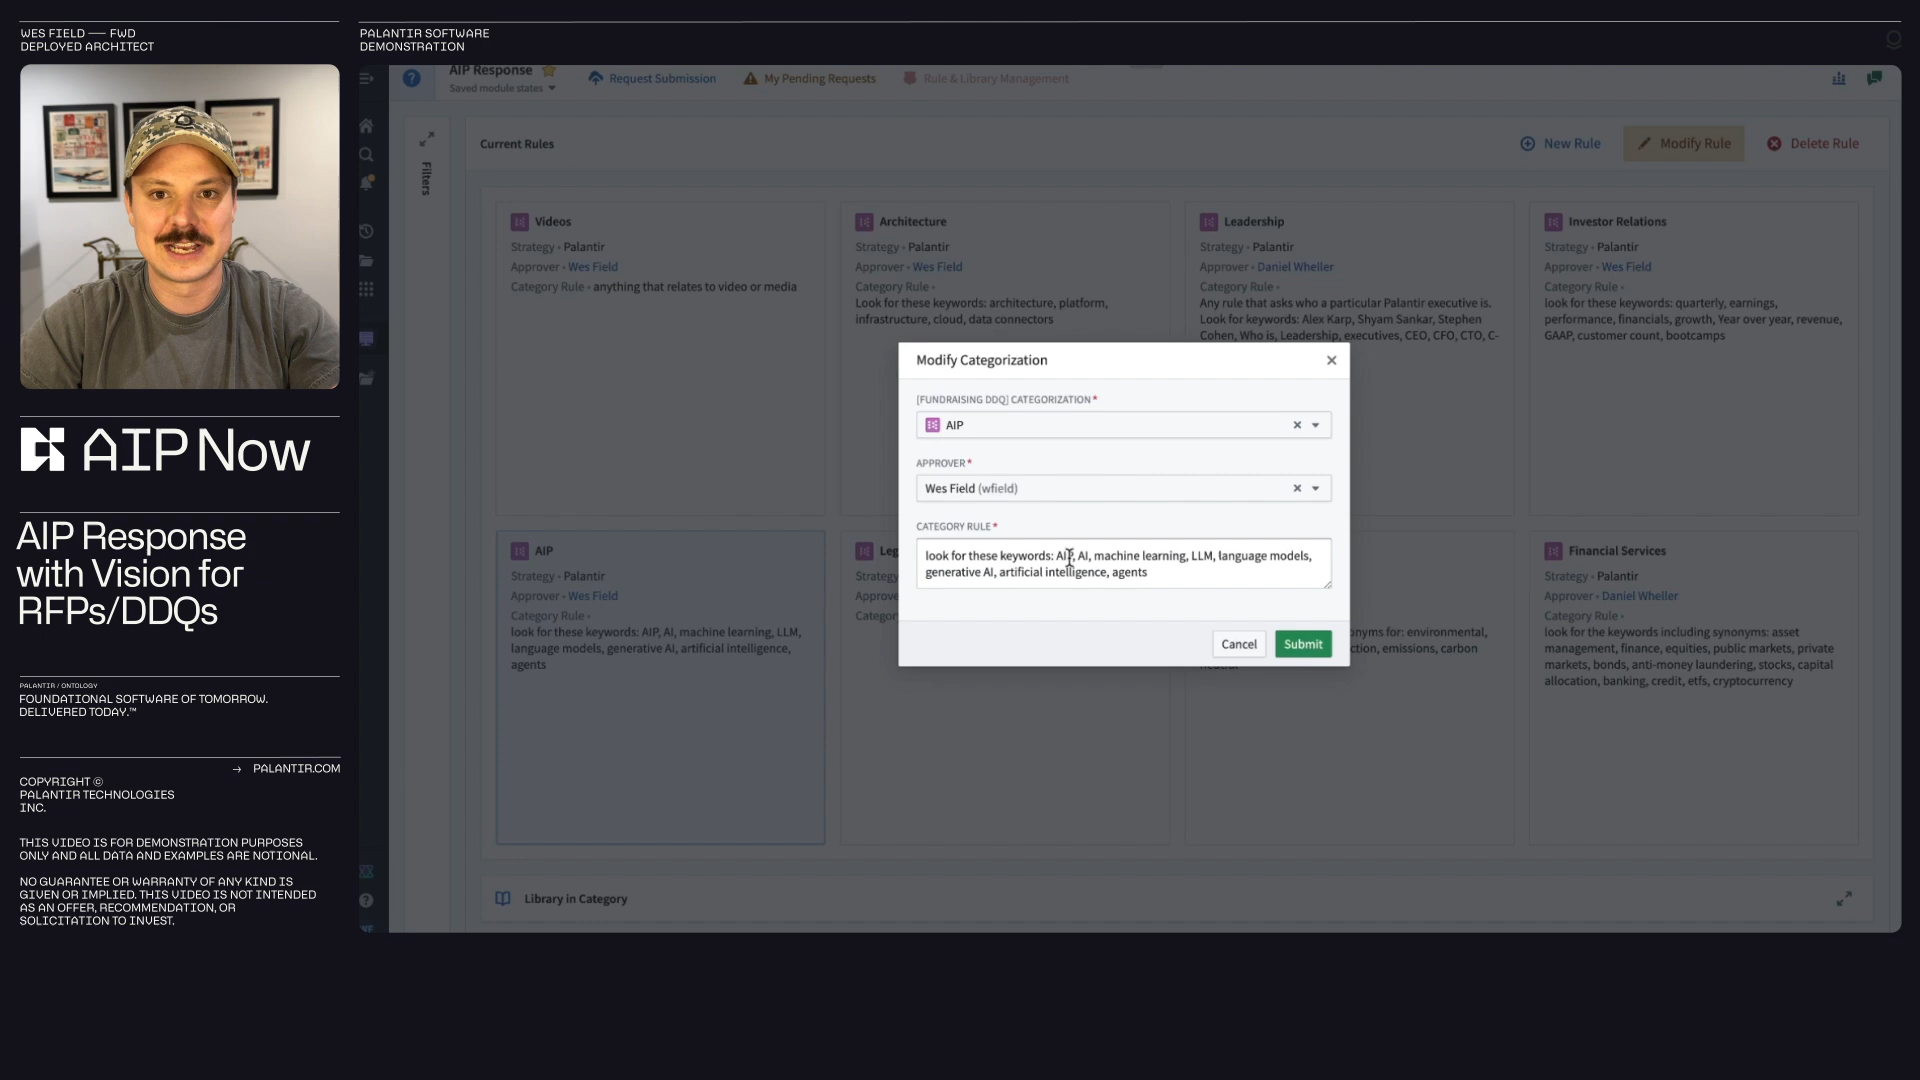 WES FIELD — FWD
DEPLOYED ARCHITECT
PALANTIR SOFTWARE
DEMONSTRATION
AIP Now
AIP Response
with Vision for
RFPs/DDQs
PALANTIR / ONTOLOGY
FOUNDATIONAL SOFTWARE OF TOMORROW.
DELIVERED TODAY.™
→ PALANTIR.COM
COPYRIGHT ©
PALANTIR TECHNOLOGIES
INC.
THIS VIDEO IS FOR DEMONSTRATION PURPOSES
ONLY AND ALL DATA AND EXAMPLES ARE NOTIONAL.
NO GUARANTEE OR WARRANTY OF ANY KIND IS
GIVEN OR IMPLIED. THIS VIDEO IS NOT INTENDED
AS AN OFFER, RECOMMENDATION, OR
SOLICITATION TO INVEST.
AIP Response
Saved module states
Request Submission
My Pending Requests
Rule & Library Management
Filters
Current Rules
New Rule
Modify Rule
Delete Rule
Videos
Strategy • Palantir
Approver • Wes Field
Category Rule • anything that relates to video or media
Architecture
Strategy • Palantir
Approver • Wes Field
Category Rule •
Look for these keywords: architecture, platform,
infrastructure, cloud, data connectors
Leadership
Strategy • Palantir
Approver • Daniel Wheller
Category Rule •
Any rule that asks who a particular Palantir executive is.
Look for keywords: Alex Karp, Shyam Sankar, Stephen
Cohen, Who is, Leadership, executives, CEO, CFO, CTO, C-
Investor Relations
Strategy • Palantir
Approver • Wes Field
Category Rule •
look for these keywords: quarterly, earnings,
performance, financials, growth, Year over year, revenue,
GAAP, customer count, bootcamps
Modify Categorization
[FUNDRAISING DDQ] CATEGORIZATION *
AIP
APPROVER *
Wes Field (wfield)
CATEGORY RULE *
look for these keywords: AIP, AI, machine learning, LLM, language models,
generative AI, artificial intelligence, agents
Cancel
Submit
AIP
Strategy • Palantir
Approver • Wes Field
Category Rule •
look for these keywords: AIP, AI, machine learning, LLM,
language models, generative AI, artificial intelligence,
agents
Leg
Strategy
Approve
Categor
onyms for: environmental,
ction, emissions, carbon
Financial Services
Strategy • Palantir
Approver • Daniel Wheller
Category Rule •
look for the keywords including synonyms: asset
management, finance, equities, public markets, private
markets, bonds, anti-money laundering, stocks, capital
allocation, banking, credit, etfs, cryptocurrency
Library in Category